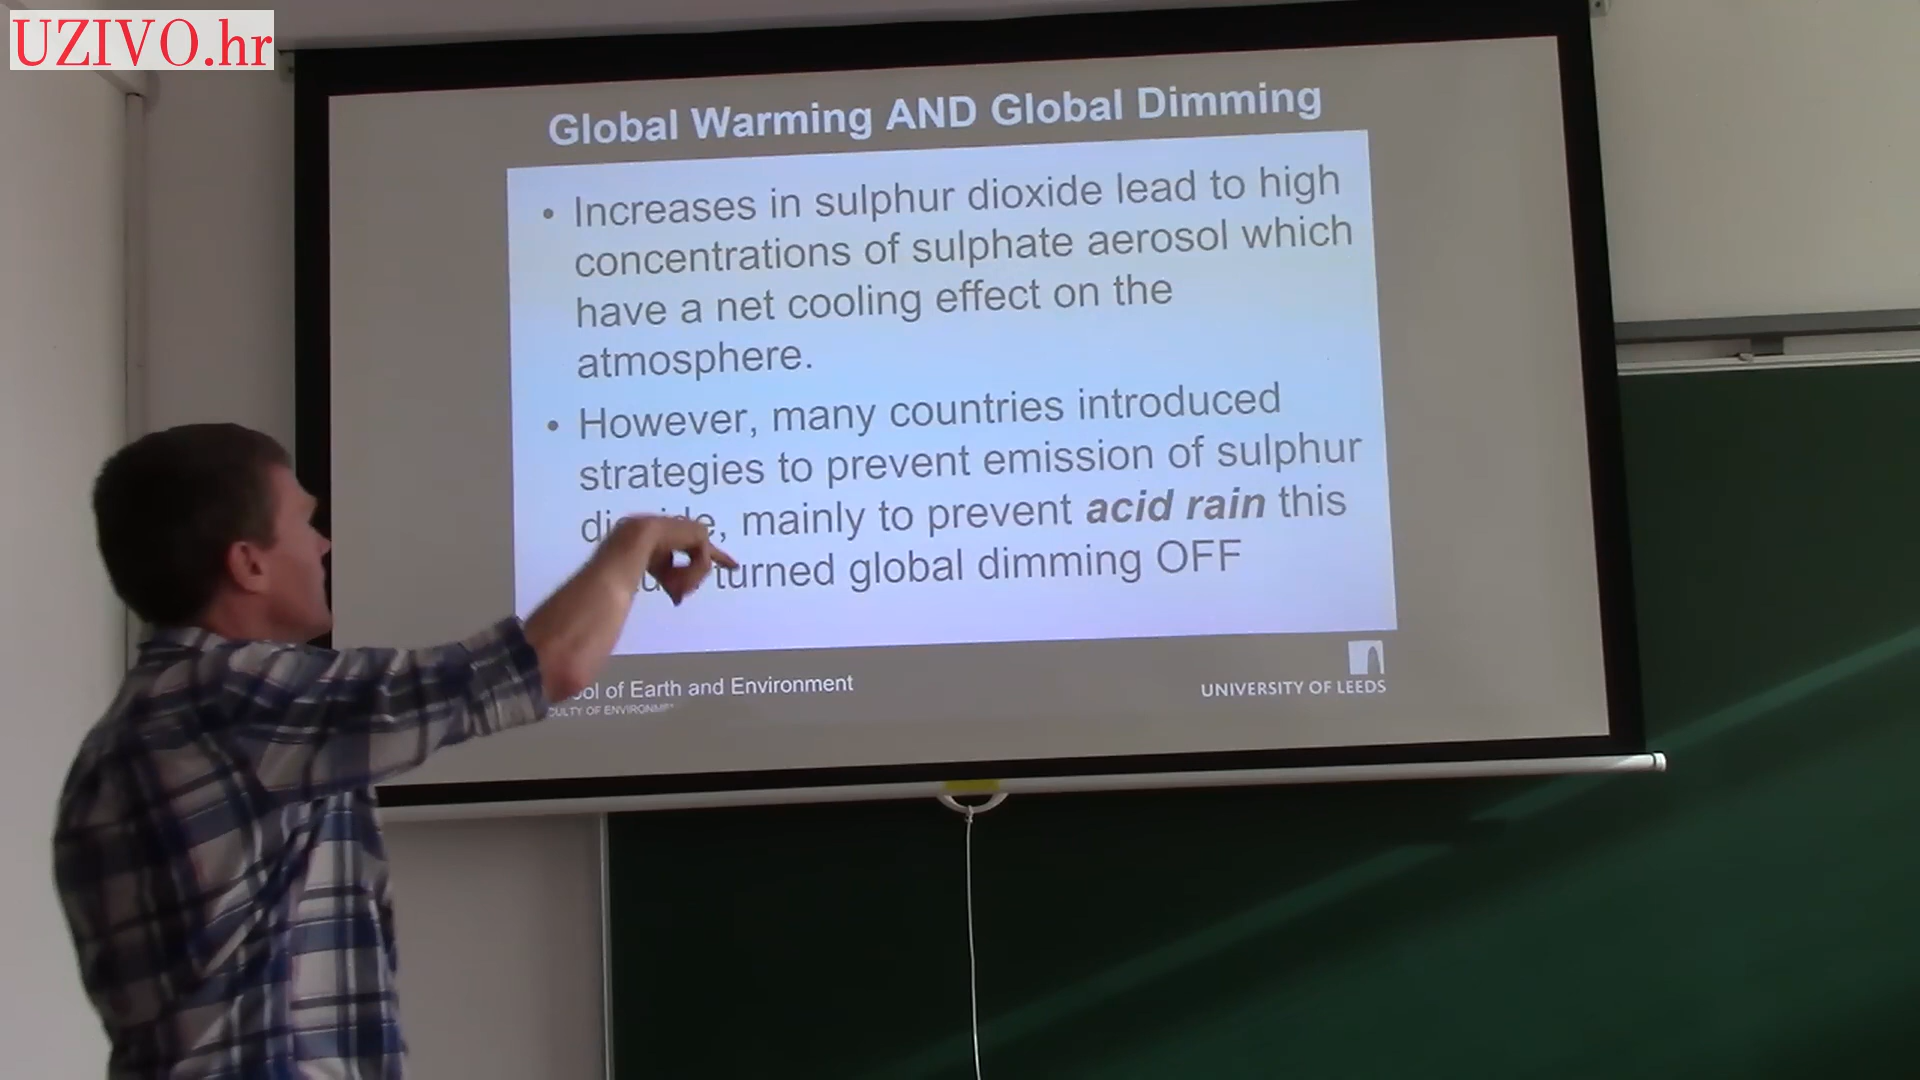 UZIVO.hr
Global Warming AND Global Dimming
• Increases in sulphur dioxide lead to high
concentrations of sulphate aerosol which
have a net cooling effect on the
atmosphere.
• However, many countries introduced
strategies to prevent emission of sulphur
mainly to prevent acid rain this
turned global dimming OFF
of Earth and Environment
OF
UNIVERSITY OF LEEDS